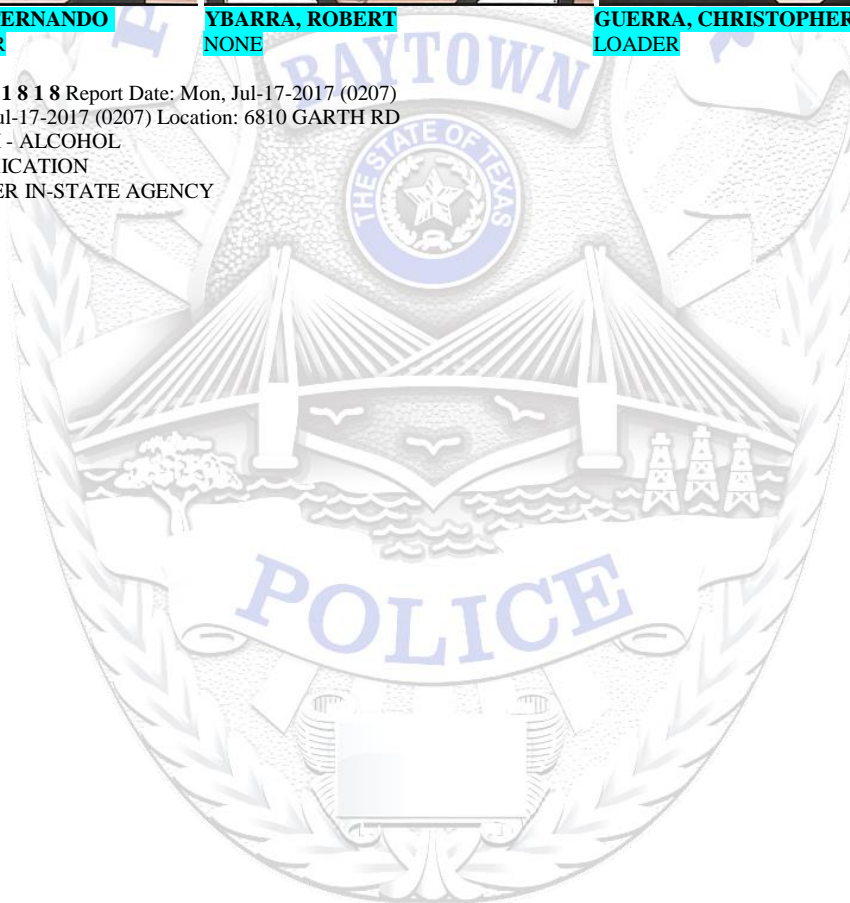 ERNANDO YBARRA, ROBERT GUERRA, CHRISTOPHER
R NONE LOADER
1 8 1 8 Report Date: Mon, Jul-17-2017 (0207)
ul-17-2017 (0207) Location: 6810 GARTH RD
- ALCOHOL
ICATION
ER IN-STATE AGENCY
BAYTOWN
THE STATE OF TEXAS
POLICE